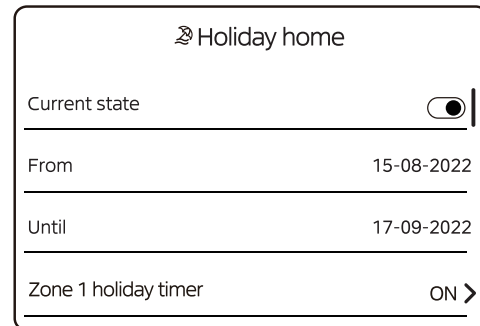 Holiday home
Current state
From 15-08-2022
Until 17-09-2022
Zone 1 holiday timer ON